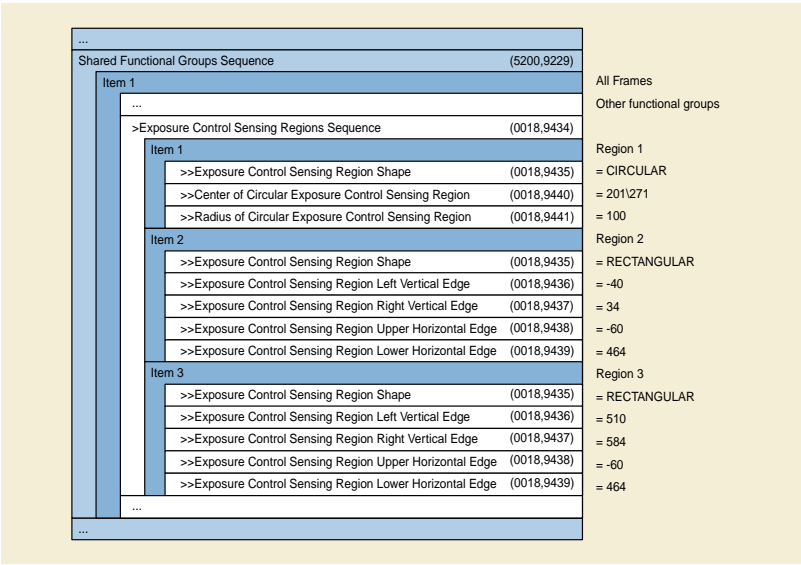 ...
Shared Functional Groups Sequence (5200,9229)
Item 1 All Frames
... Other functional groups
>Exposure Control Sensing Regions Sequence (0018,9434)
Item 1 Region 1
>>Exposure Control Sensing Region Shape (0018,9435) = CIRCULAR
>>Center of Circular Exposure Control Sensing Region (0018,9440) = 201\271
>>Radius of Circular Exposure Control Sensing Region (0018,9441) = 100
Item 2 Region 2
>>Exposure Control Sensing Region Shape (0018,9435) = RECTANGULAR
>>Exposure Control Sensing Region Left Vertical Edge (0018,9436) = -40
>>Exposure Control Sensing Region Right Vertical Edge (0018,9437) = 34
>>Exposure Control Sensing Region Upper Horizontal Edge (0018,9438) = -60
>>Exposure Control Sensing Region Lower Horizontal Edge (0018,9439) = 464
Item 3 Region 3
>>Exposure Control Sensing Region Shape (0018,9435) = RECTANGULAR
>>Exposure Control Sensing Region Left Vertical Edge (0018,9436) = 510
>>Exposure Control Sensing Region Right Vertical Edge (0018,9437) = 584
>>Exposure Control Sensing Region Upper Horizontal Edge (0018,9438) = -60
>>Exposure Control Sensing Region Lower Horizontal Edge (0018,9439) = 464
...
...